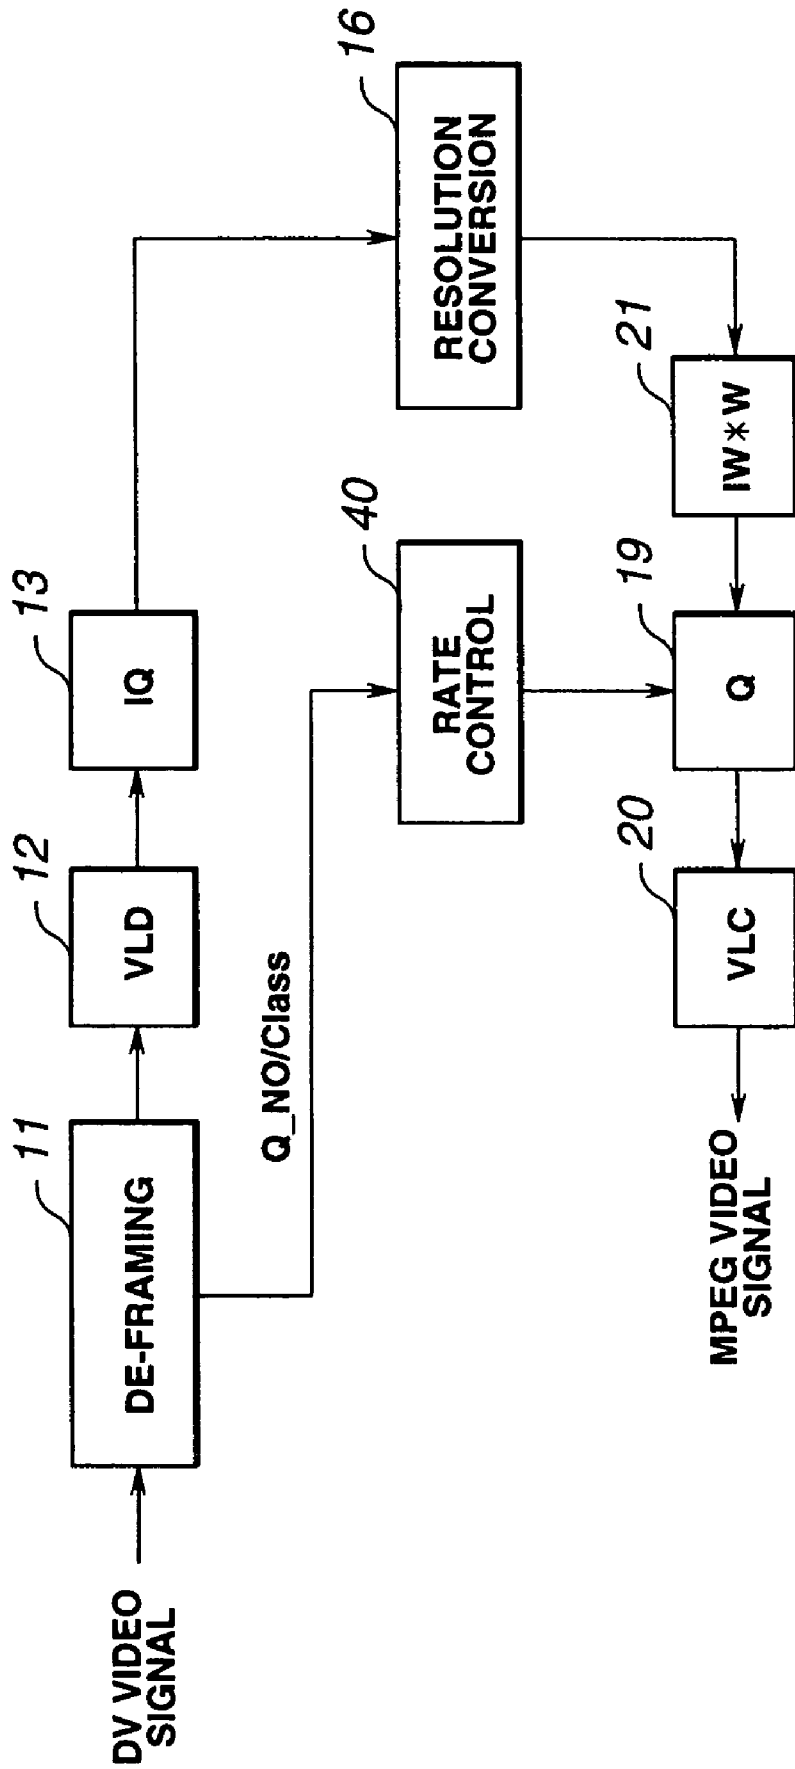 DV VIDEO
SIGNAL
11
DE-FRAMING
12
VLD
13
IQ
Q_NO/Class
16
RESOLUTION
CONVERSION
40
RATE
CONTROL
21
IW*W
19
Q
20
VLC
MPEG VIDEO
SIGNAL